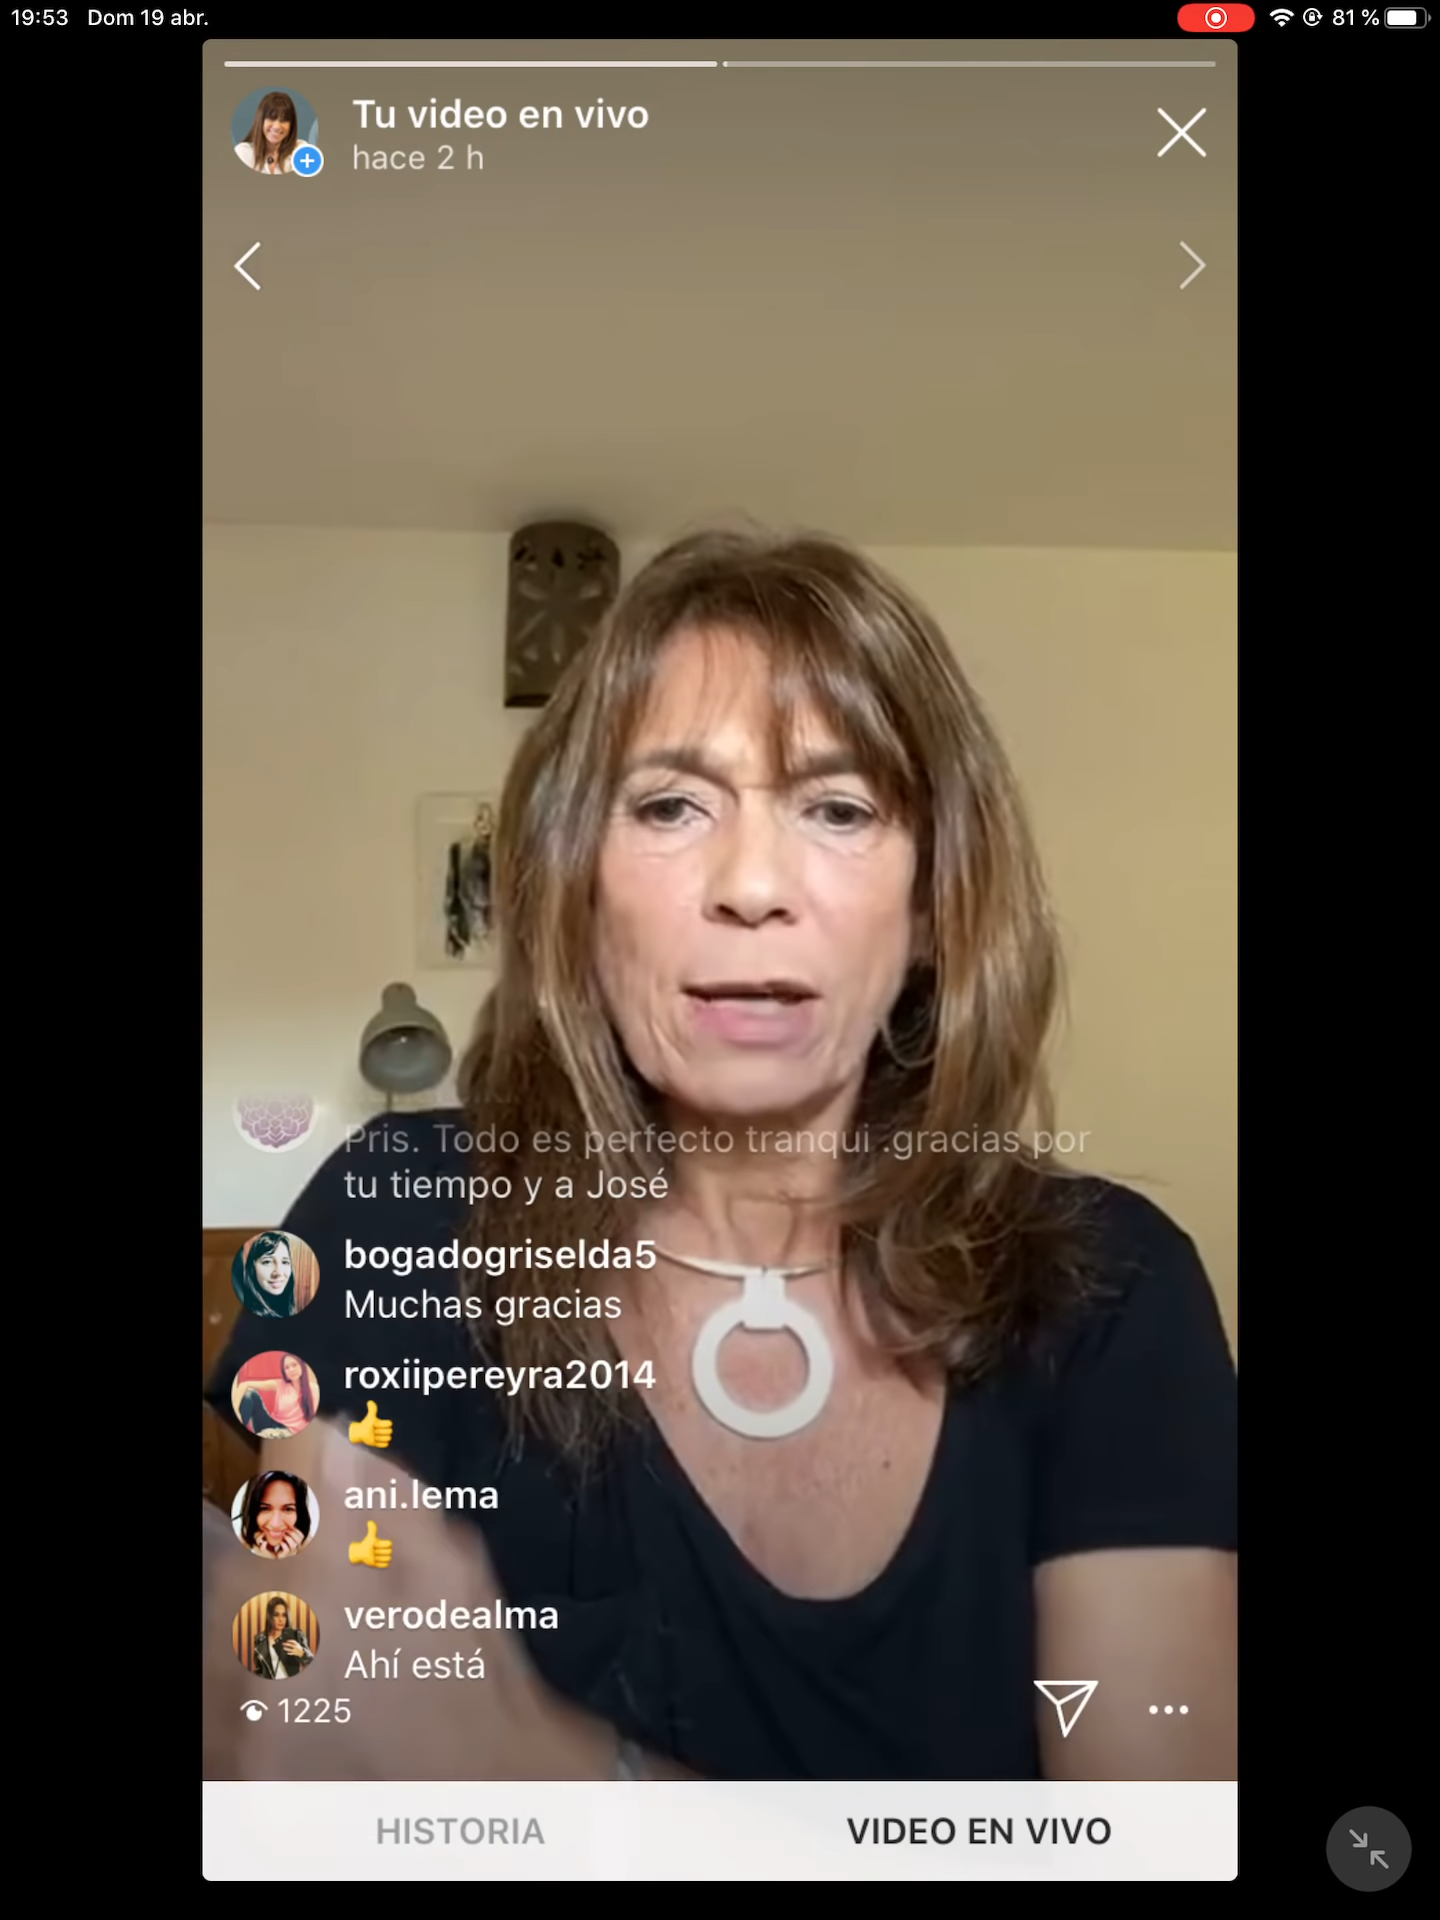 19:53 Dom 19 abr.
81 %
Tu video en vivo
hace 2 h
Pris. Todo es perfecto tranqui .gracias por
tu tiempo y a José
bogadogriselda5
Muchas gracias
roxiipereyra2014
👍
ani.lema
👍
verodealma
Ahí está
1225
HISTORIA
VIDEO EN VIVO